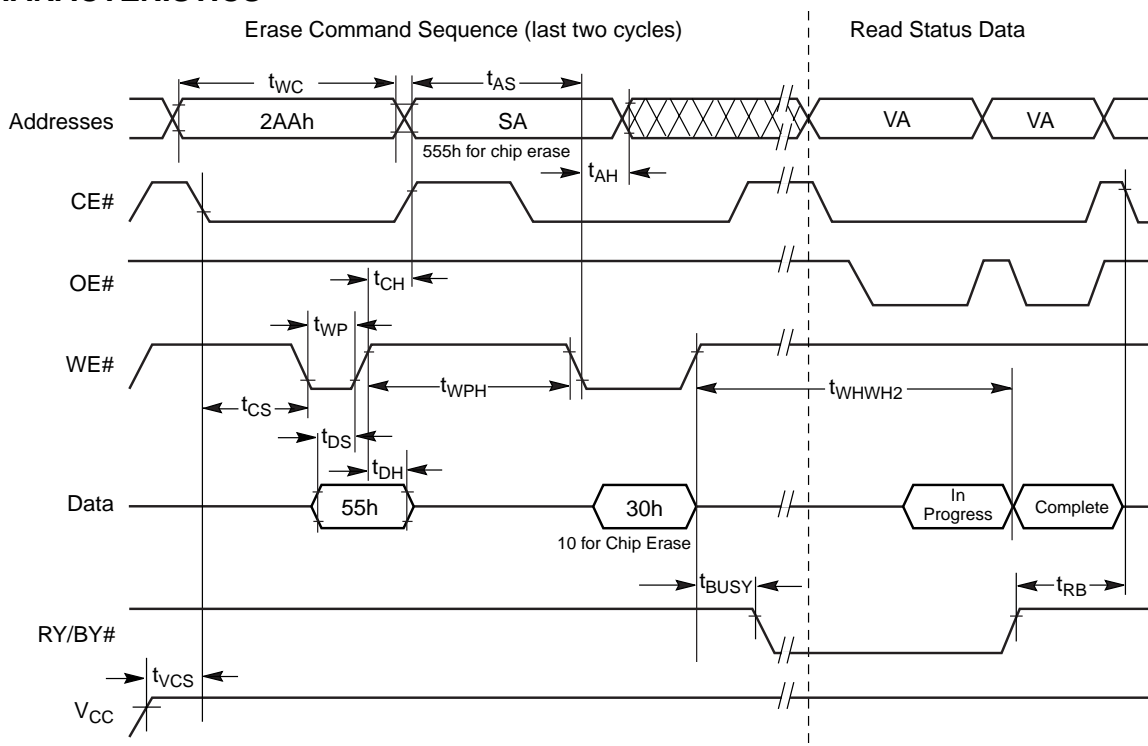 Erase Command Sequence (last two cycles)
Read Status Data
tWC
tAS
Addresses
2AAh
SA
VA
VA
555h for chip erase
tAH
CE#
OE#
tCH
tWP
WE#
tWPH
tWHWH2
tCS
tDS
tDH
Data
55h
30h
In
Progress
Complete
10 for Chip Erase
tBUSY
tRB
RY/BY#
tVCS
VCC